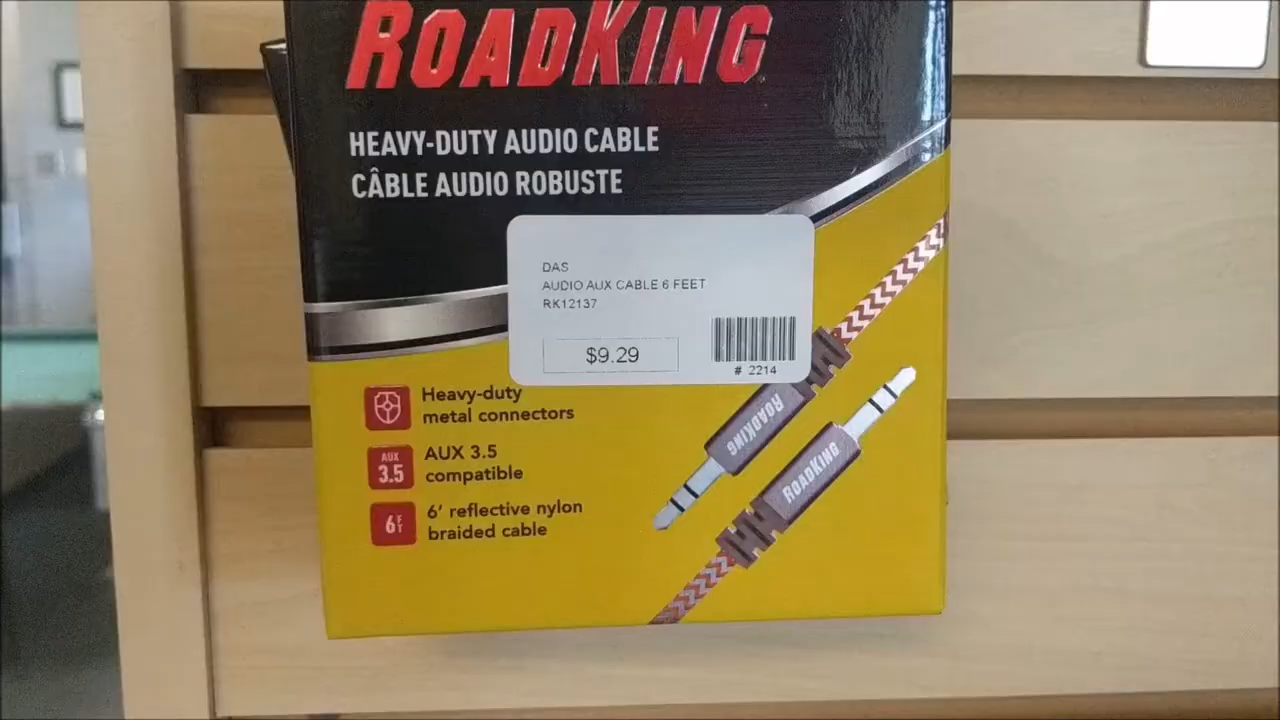 ROADKING
HEAVY-DUTY AUDIO CABLE
CÂBLE AUDIO ROBUSTE
DAS
AUDIO AUX CABLE 6 FEET
RK12137
$9.29
# 2214
Heavy-duty
metal connectors
AUX
3.5
AUX 3.5
compatible
6FT
6' reflective nylon
braided cable
ROADKING
ROADKING